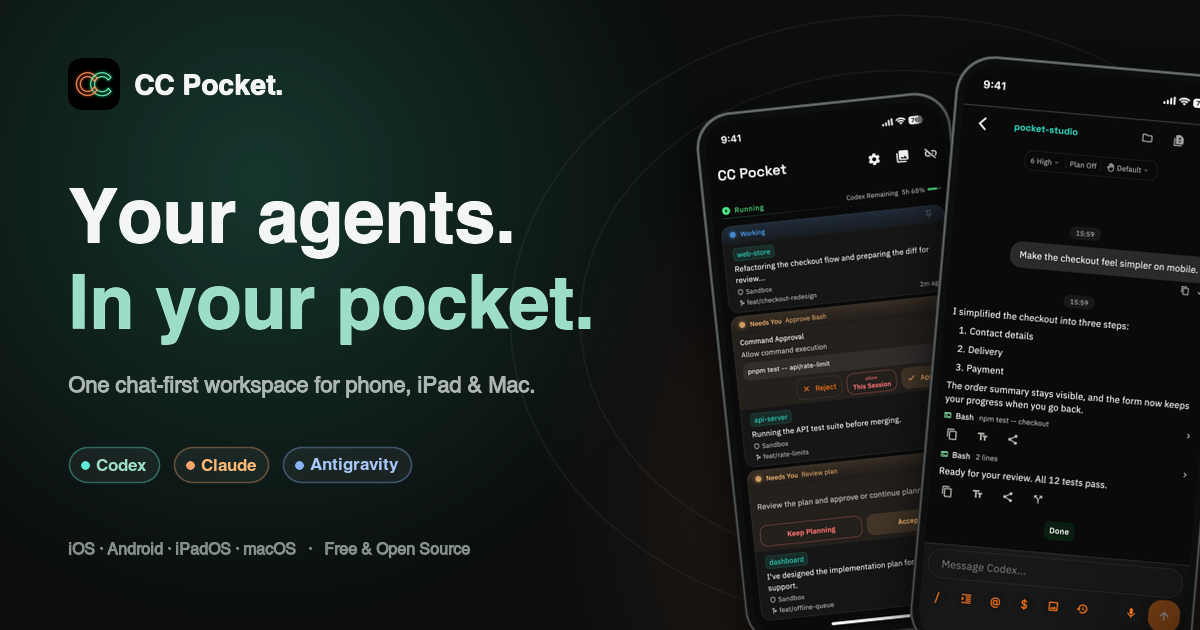 CC Pocket.
Your agents.
In your pocket.
One chat-first workspace for phone, iPad & Mac.
Codex
Claude
Antigravity
iOS · Android · iPadOS · macOS · Free & Open Source
9:41
CC Pocket
Running
Codex Remaining 5h 68%
Working
web-store
Refactoring the checkout flow and preparing the diff for
review...
Sandbox
2m
feat/checkout-redesign
Needs You Approve Bash
Command Approval
Allow command execution
pnpm test -- api/rate-limit
Reject
Allow
This Session
api-server
Running the API test suite before merging.
Sandbox
feat/rate-limits
Needs You Review plan
Review the plan and approve or continue
Keep Planning
Accep
dashboard
I've designed the implementation plan for
support.
Sandbox
feat/offline-queue
9:41
pocket-studio
6 High
Plan Off
Default
15:59
Make the checkout feel simpler on mobile.
15:59
I simplified the checkout into three steps:
1. Contact details
2. Delivery
3. Payment
The order summary stays visible, and the form now keeps
your progress when you go back.
Bash npm test -- checkout
Bash 2 lines
Ready for your review. All 12 tests pass.
Done
Message Codex...
/ @ $